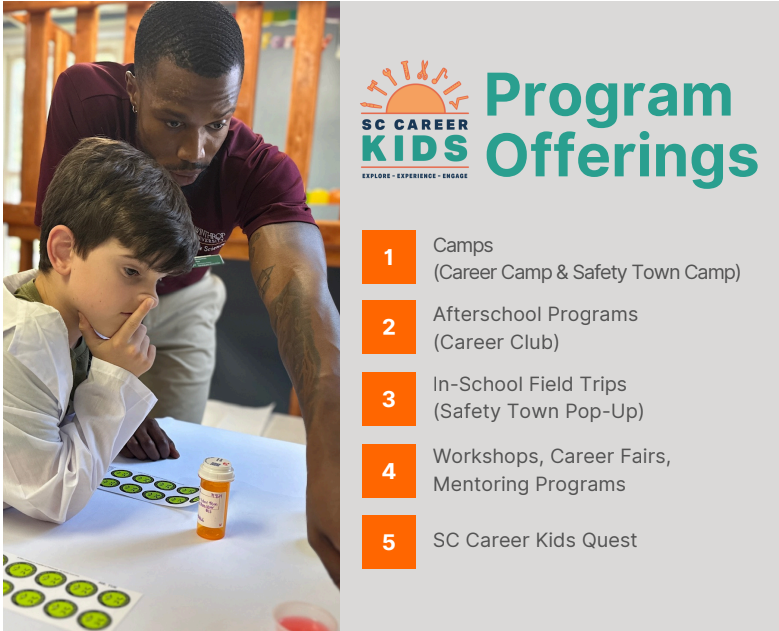 WINTHROP
UNIVERSITY
SC CAREER
KIDS
EXPLORE - EXPERIENCE - ENGAGE
Program
Offerings
1
Camps
(Career Camp & Safety Town Camp)
2
Afterschool Programs
(Career Club)
3
In-School Field Trips
(Safety Town Pop-Up)
4
Workshops, Career Fairs,
Mentoring Programs
5
SC Career Kids Quest